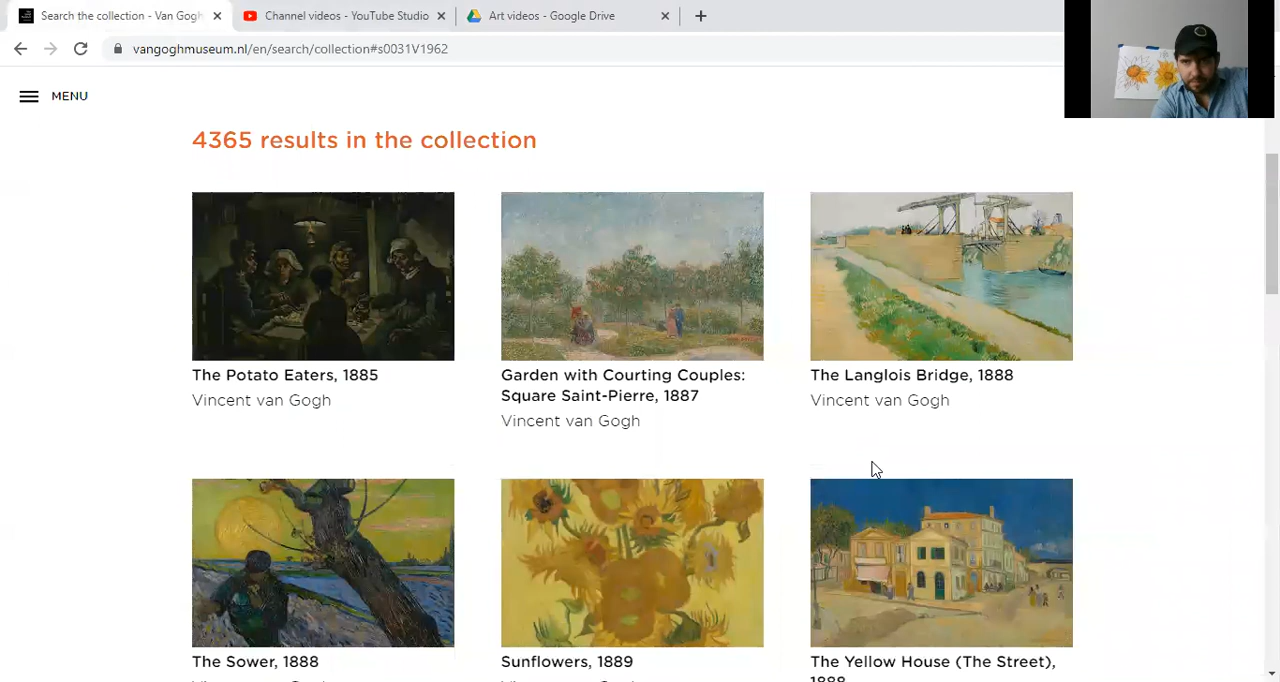 Search the collection - Van Gogh
Channel videos - YouTube Studio
Art videos - Google Drive
vangoghmuseum.nl/en/search/collection#s0031V1962
MENU
4365 results in the collection
The Potato Eaters, 1885
Vincent van Gogh
Garden with Courting Couples:
Square Saint-Pierre, 1887
Vincent van Gogh
The Langlois Bridge, 1888
Vincent van Gogh
The Sower, 1888
Sunflowers, 1889
The Yellow House (The Street),
1888